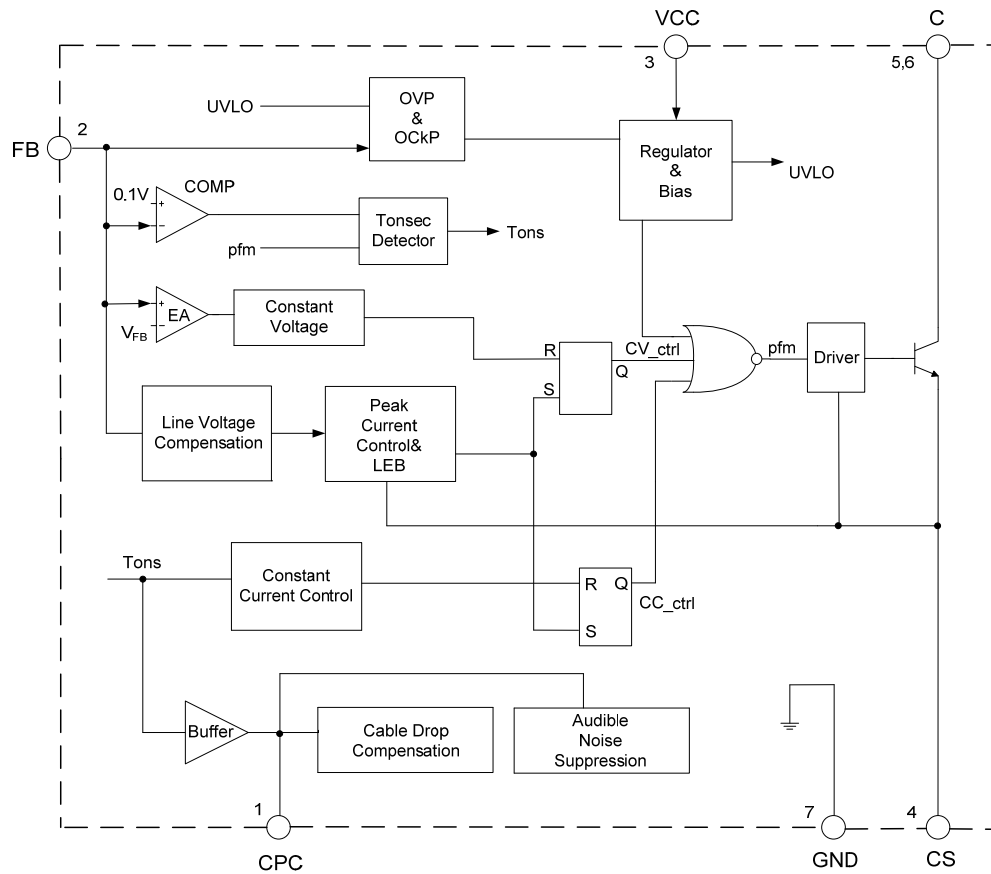 VCC
C
3
5,6
UVLO
OVP
&
OCkP
FB
2
Regulator
&
Bias
UVLO
0.1V
+
−
COMP
Tonsec
Detector
Tons
pfm
+
−
EA
VFB
Constant
Voltage
R
S
Q
CV_ctrl
pfm
Driver
Line Voltage
Compensation
Peak
Current
Control&
LEB
Tons
Constant
Current Control
R
Q
S
CC_ctrl
Buffer
Cable Drop
Compensation
Audible
Noise
Suppression
1
7
4
CPC
GND
CS